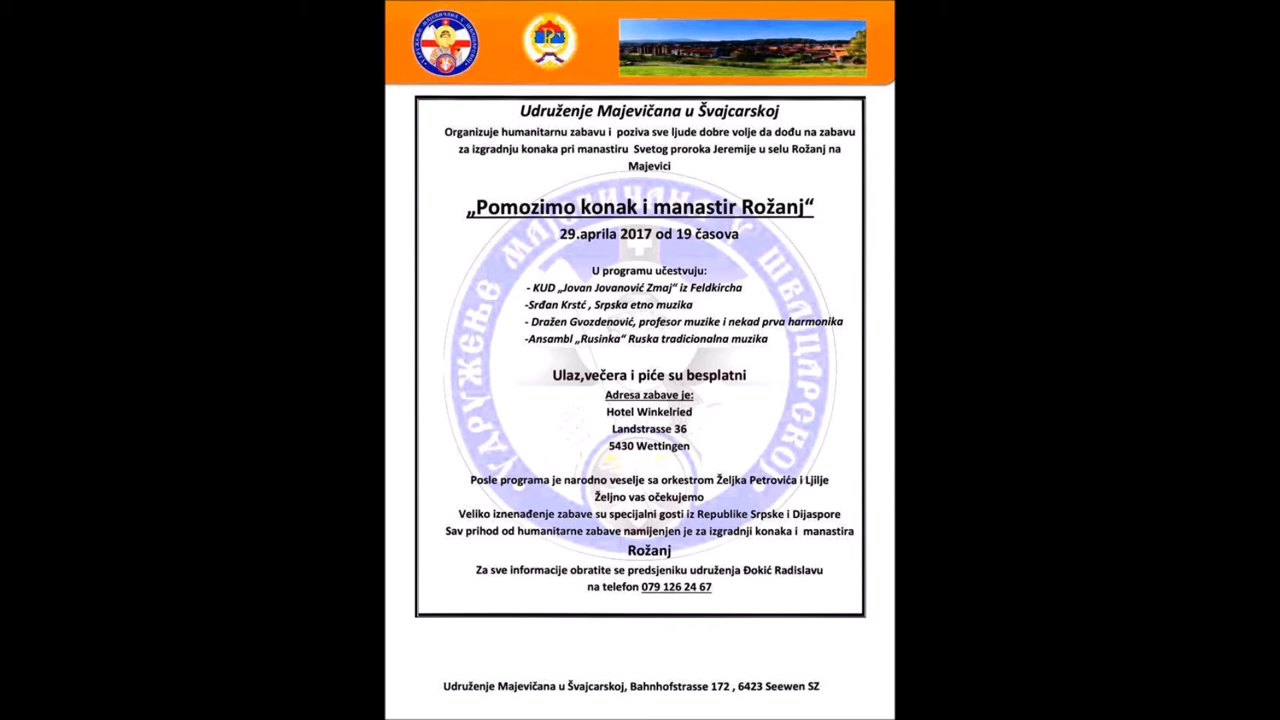 Udruženje Majevičana u Švajcarskoj
Organizuje humanitarnu zabavu i poziva sve ljude dobre volje da dođu na zabavu
za izgradnju konaka pri manastiru Svetog proroka Jeremije u selu Rožanj na
Majevici
„Pomozimo konak i manastir Rožanj“
29.aprila 2017 od 19 časova
U programu učestvuju:
- KUD „Jovan Jovanović Zmaj“ iz Feldkircha
-Srđan Krstć , Srpska etno muzika
- Dražen Gvozdenović, profesor muzike i nekad prva harmonika
-Ansambl „Rusinka“ Ruska tradicionalna muzika
Ulaz,večera i piće su besplatni
Adresa zabave je:
Hotel Winkelried
Landstrasse 36
5430 Wettingen
Posle programa je narodno veselje sa orkestrom Željka Petrovića i Ljilje
Željno vas očekujemo
Veliko iznenađenje zabave su specijalni gosti iz Republike Srpske i Dijaspore
Sav prihod od humanitarne zabave namijenjen je za izgradnji konaka i manastira
Rožanj
Za sve informacije obratite se predsjeniku udruženja Đokić Radislavu
na telefon 079 126 24 67
УДРУЖЕЊЕ МАЈЕВИЧАНА У ШВАЈЦАРСКОЈ
Udruženje Majevičana u Švajcarskoj, Bahnhofstrasse 172 , 6423 Seewen SZ